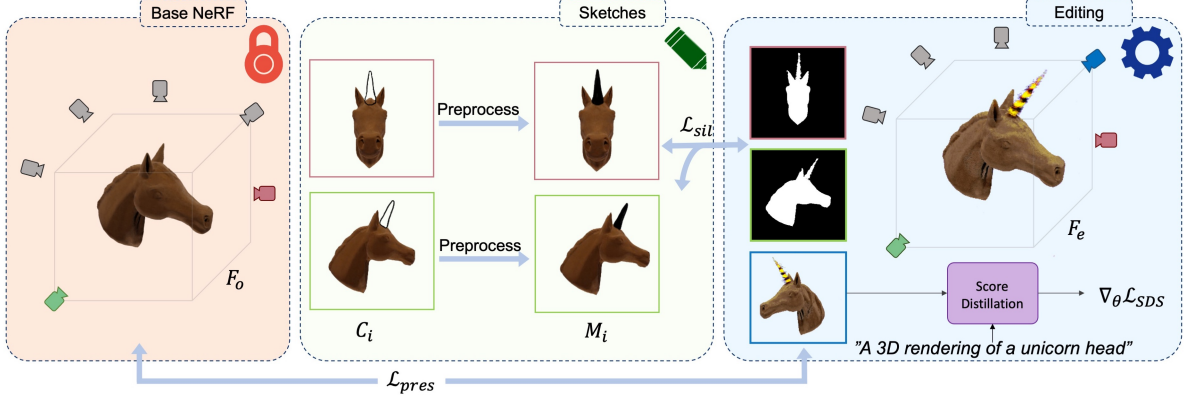 Base NeRF
Sketches
Editing
Preprocess
Preprocess
ℒ_sil
F_o
C_i
M_i
F_e
Score
Distillation
∇_θℒ_SDS
"A 3D rendering of a unicorn head"
ℒ_pres